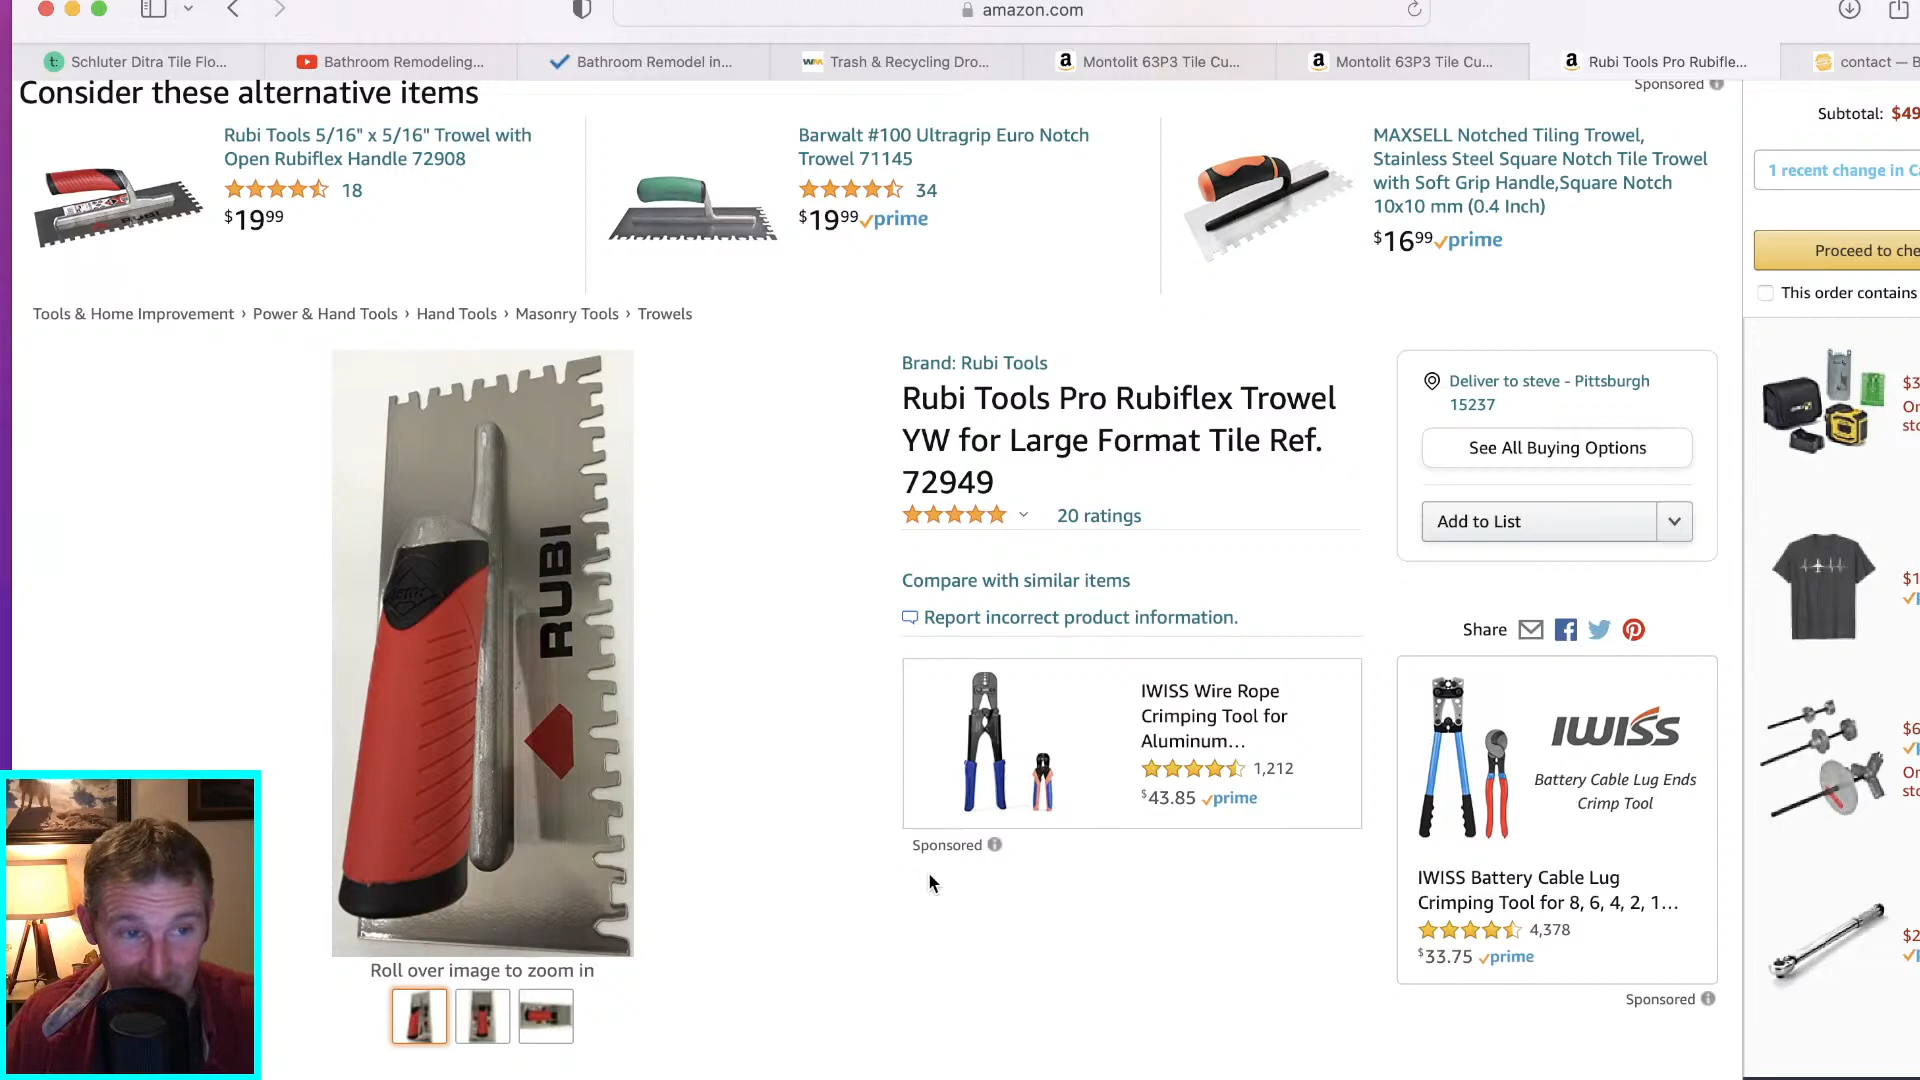 amazon.com
Schluter Ditra Tile Flo...
Bathroom Remodeling...
Bathroom Remodel in...
Trash & Recycling Dro...
Montolit 63P3 Tile Cu...
Montolit 63P3 Tile Cu...
Rubi Tools Pro Rubifle...
contact — B
Consider these alternative items
Sponsored
Rubi Tools 5/16" x 5/16" Trowel with
Open Rubiflex Handle 72908
18
$19⁹⁹
Barwalt #100 Ultragrip Euro Notch
Trowel 71145
34
$19⁹⁹ prime
MAXSELL Notched Tiling Trowel,
Stainless Steel Square Notch Tile Trowel
with Soft Grip Handle,Square Notch
10x10 mm (0.4 Inch)
$16⁹⁹ prime
Subtotal: $49
1 recent change in Ca
Proceed to che
This order contains
Tools & Home Improvement › Power & Hand Tools › Hand Tools › Masonry Tools › Trowels
RUBI
Roll over image to zoom in
Brand: Rubi Tools
Rubi Tools Pro Rubiflex Trowel
YW for Large Format Tile Ref.
72949
20 ratings
Compare with similar items
Report incorrect product information.
IWISS Wire Rope
Crimping Tool for
Aluminum...
1,212
$43.85 prime
Sponsored
Deliver to steve - Pittsburgh
15237
See All Buying Options
Add to List
Share
IWISS
Battery Cable Lug Ends
Crimp Tool
IWISS Battery Cable Lug
Crimping Tool for 8, 6, 4, 2, 1...
4,378
$33.75 prime
Sponsored
$3
On
sto
$1
$6
On
sto
$2